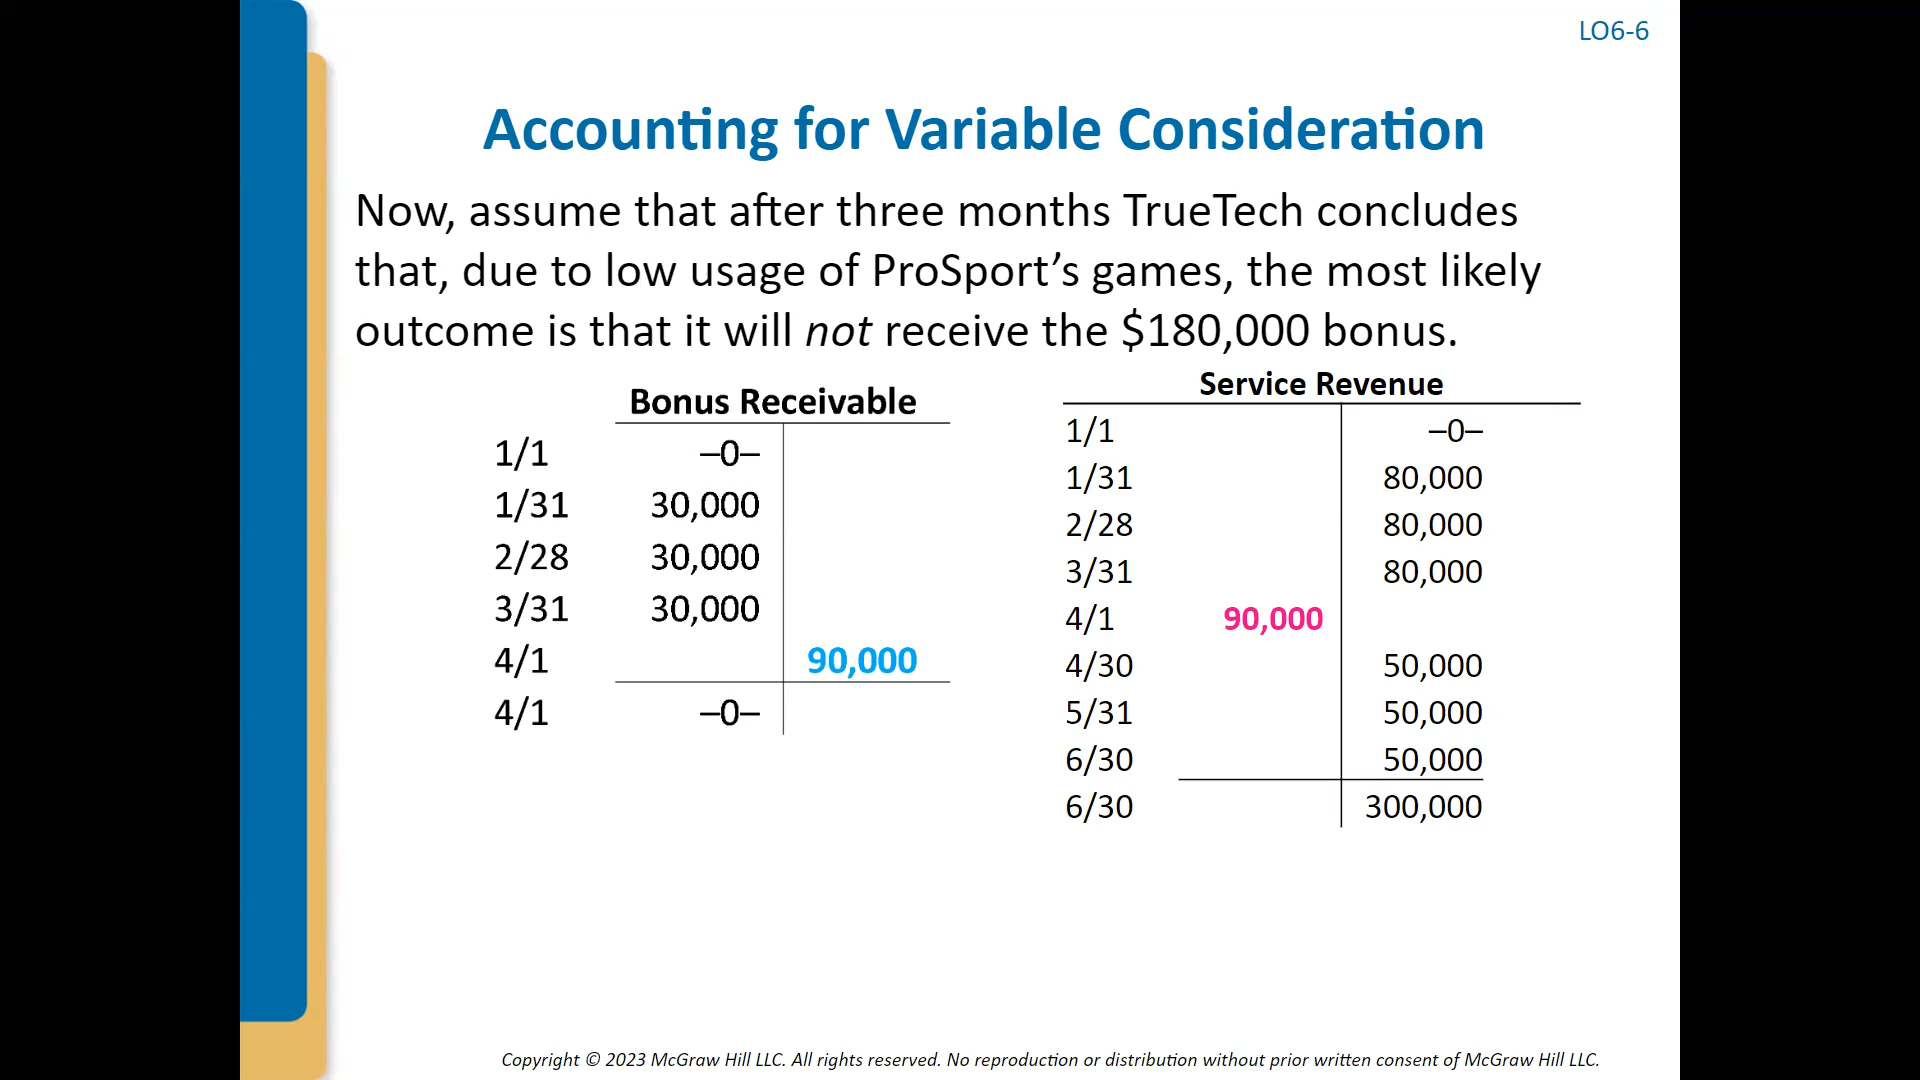 LO6-6
Accounting for Variable Consideration
Now, assume that after three months TrueTech concludes
that, due to low usage of ProSport’s games, the most likely
outcome is that it will not receive the $180,000 bonus.
Bonus Receivable
1/1 –0–
1/31 30,000
2/28 30,000
3/31 30,000
4/1 90,000
4/1 –0–
Service Revenue
1/1 –0–
1/31 80,000
2/28 80,000
3/31 80,000
4/1 90,000
4/30 50,000
5/31 50,000
6/30 50,000
6/30 300,000
Copyright © 2023 McGraw Hill LLC. All rights reserved. No reproduction or distribution without prior written consent of McGraw Hill LLC.